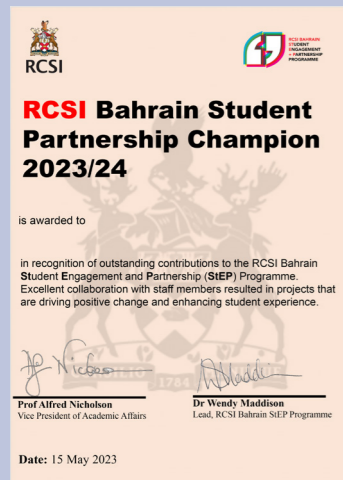 RCSI
RCSI BAHRAIN
STUDENT
ENGAGEMENT
+ PARTNERSHIP
PROGRAMME
RCSI Bahrain Student
Partnership Champion
2023/24
is awarded to
in recognition of outstanding contributions to the RCSI Bahrain
Student Engagement and Partnership (StEP) Programme.
Excellent collaboration with staff members resulted in projects that
are driving positive change and enhancing student experience.
1784
Prof Alfred Nicholson
Vice President of Academic Affairs
Dr Wendy Maddison
Lead, RCSI Bahrain StEP Programme
Date: 15 May 2023